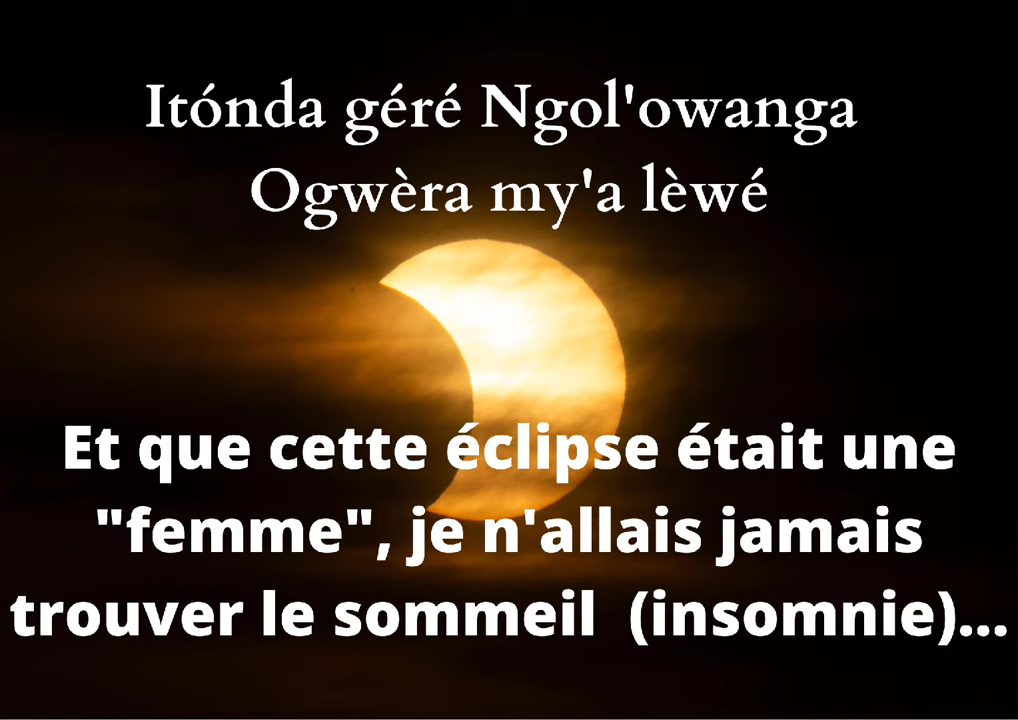 Itónda géré Ngol'owanga
Ogwèra my'a lèwé
Et que cette éclipse était une
"femme", je n'allais jamais
trouver le sommeil (insomnie)...